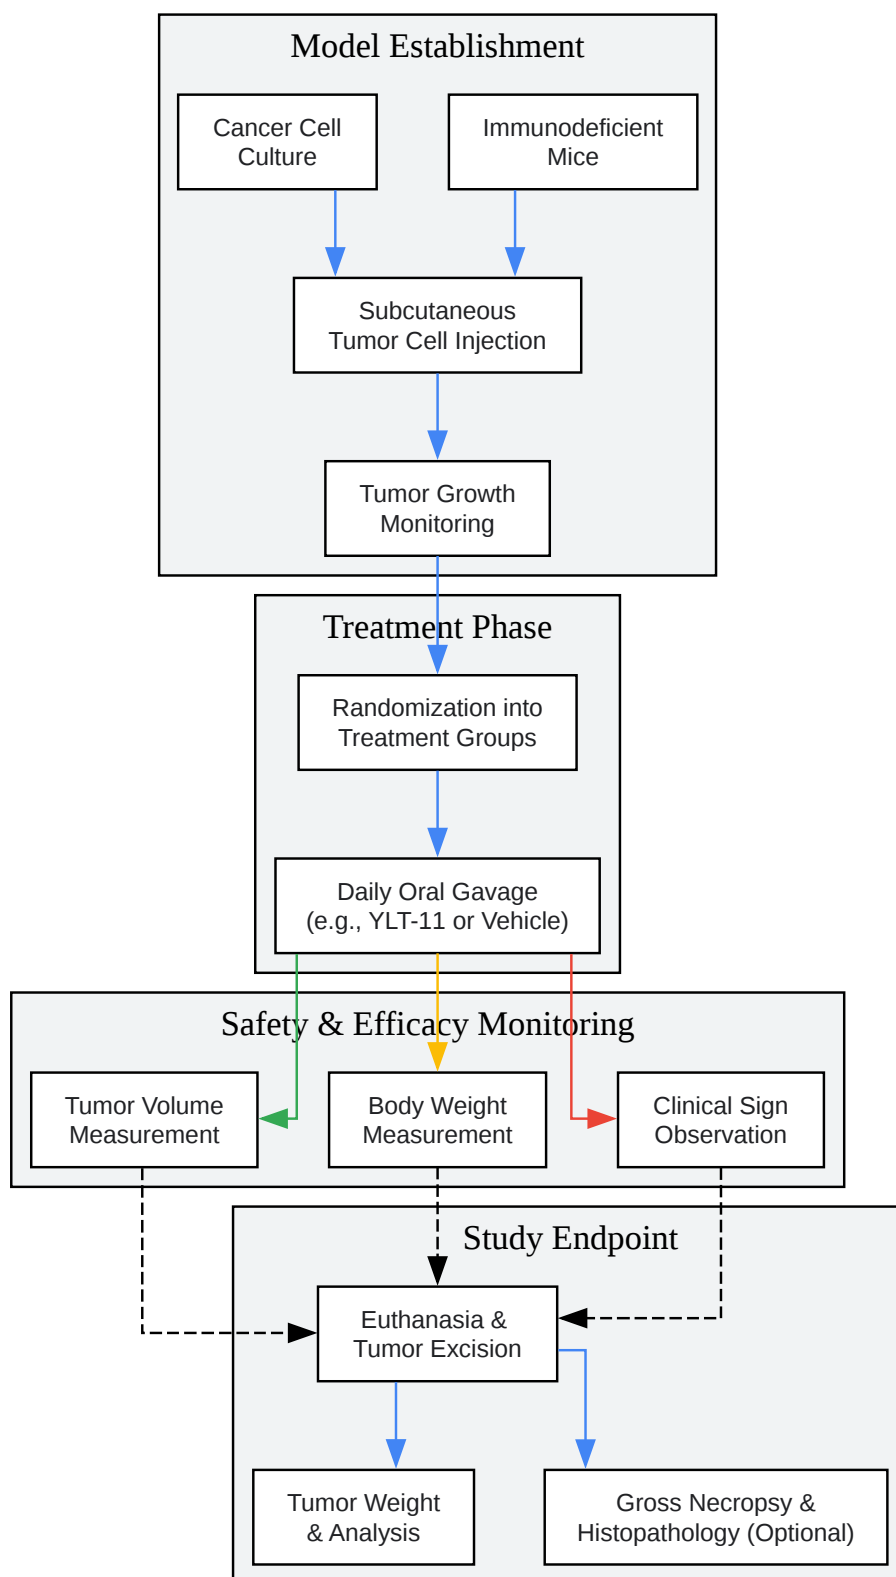 Model Establishment
Cancer Cell
Culture
Immunodeficient
Mice
Subcutaneous
Tumor Cell Injection
Tumor Growth
Monitoring
Treatment Phase
Randomization into
Treatment Groups
Daily Oral Gavage
(e.g., YLT-11 or Vehicle)
Safety & Efficacy Monitoring
Tumor Volume
Measurement
Body Weight
Measurement
Clinical Sign
Observation
Study Endpoint
Euthanasia &
Tumor Excision
Tumor Weight
& Analysis
Gross Necropsy &
Histopathology (Optional)